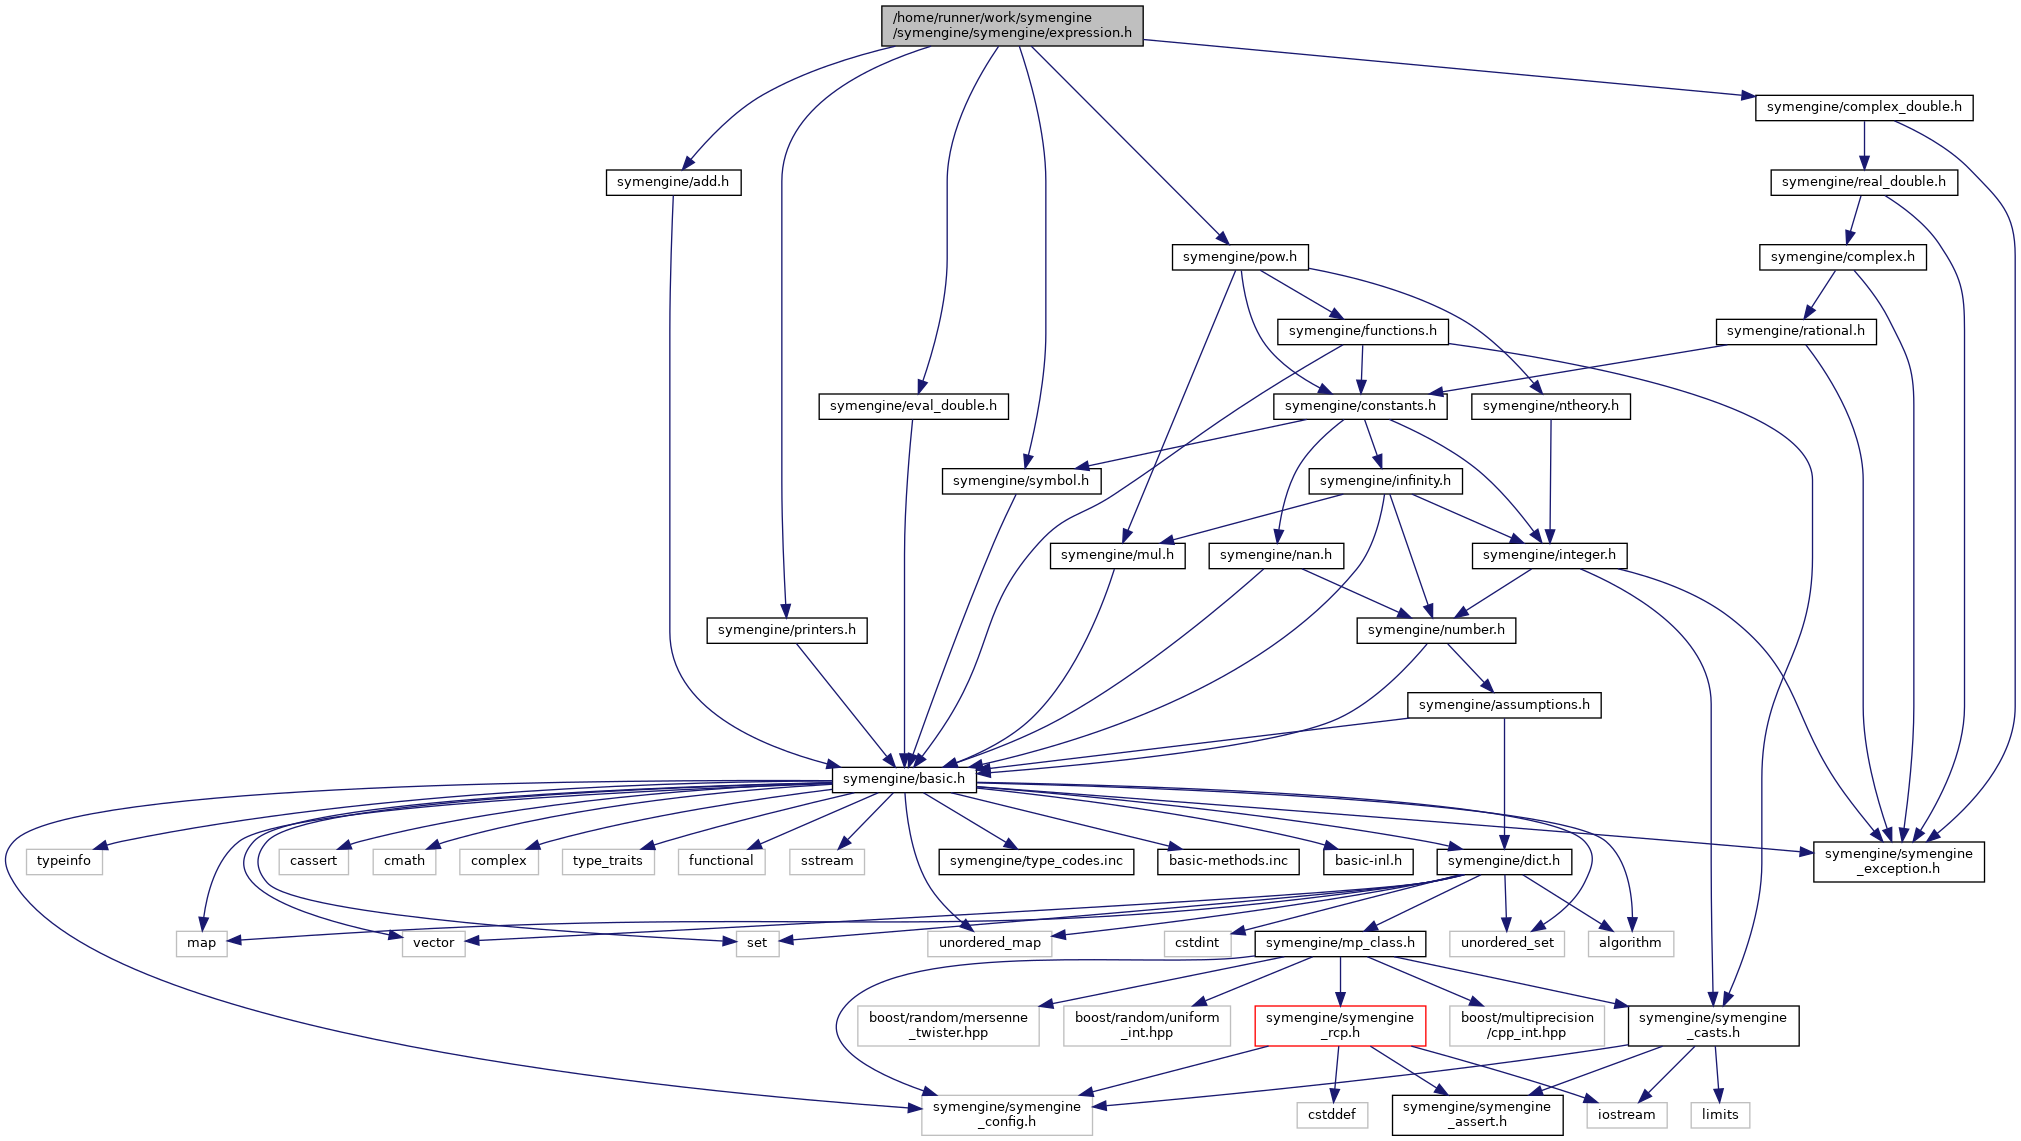 /home/runner/work/symengine
/symengine/symengine/expression.h
symengine/complex_double.h
symengine/add.h
symengine/real_double.h
symengine/pow.h
symengine/complex.h
symengine/functions.h
symengine/rational.h
symengine/eval_double.h
symengine/constants.h
symengine/ntheory.h
symengine/symbol.h
symengine/infinity.h
symengine/mul.h
symengine/nan.h
symengine/integer.h
symengine/printers.h
symengine/number.h
symengine/assumptions.h
symengine/basic.h
typeinfo
cassert
cmath
complex
type_traits
functional
sstream
symengine/type_codes.inc
basic-methods.inc
basic-inl.h
symengine/dict.h
symengine/symengine
_exception.h
map
vector
set
unordered_map
cstdint
symengine/mp_class.h
unordered_set
algorithm
boost/random/mersenne
_twister.hpp
boost/random/uniform
_int.hpp
symengine/symengine
_rcp.h
boost/multiprecision
/cpp_int.hpp
symengine/symengine
_casts.h
symengine/symengine
_config.h
cstddef
symengine/symengine
_assert.h
iostream
limits